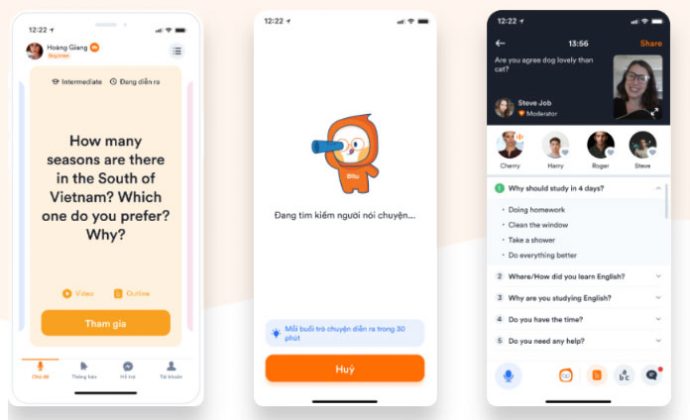 12:22
Hoàng Giang
Beginner
Intermediate
Đang diễn ra
How many
seasons are there
in the South of
Vietnam? Which
one do you prefer?
Why?
Video
Outline
Tham gia
Chủ đề
Thông báo
Hỗ trợ
Tài khoản
12:22
Đang tìm kiếm người nói chuyện...
Mỗi buổi trò chuyện diễn ra trong 30
phút
Huỷ
12:22
13:56
Share
Are you agree dog lovely than
cat?
Steve Job
Moderator
Cherry
Harry
Roger
Steve
1 Why should study in 4 days?
• Doing homework
• Clean the window
• Take a shower
• Do everything better
2 Where/How did you learn English?
3 Why are you studying English?
4 Do you have the time?
5 Do you need any help?
a
b c